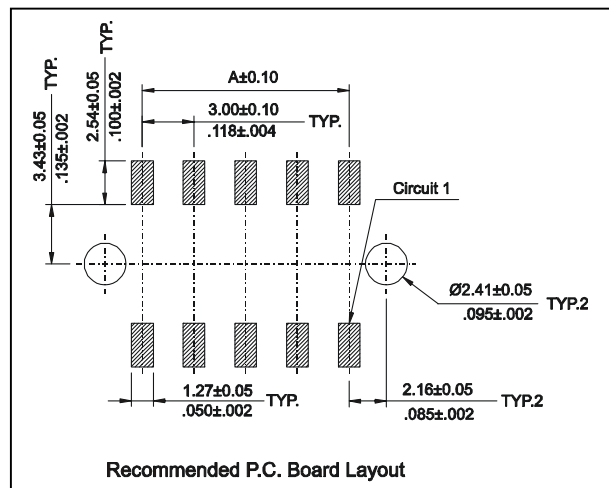 A±0.10
3.00±0.10
.118±.004
TYP.
2.54±0.05
.100±.002
TYP.
3.43±0.05
.135±.002
TYP.
Circuit 1
Ø2.41±0.05
.095±.002
TYP.2
1.27±0.05
.050±.002
TYP.
2.16±0.05
.085±.002
TYP.2
Recommended P.C. Board Layout